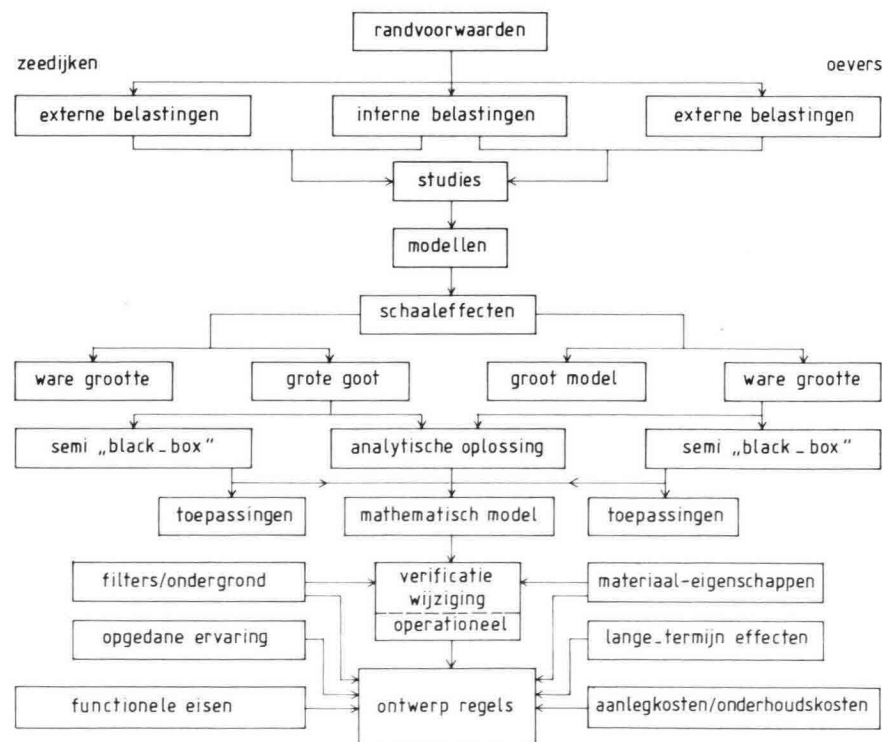 randvoorwaarden
zeedijken
oevers
externe belastingen
interne belastingen
externe belastingen
studies
modellen
schaaleffecten
ware grootte
grote goot
groot model
ware grootte
semi „black_box"
analytische oplossing
semi „black_box"
toepassingen
mathematisch model
toepassingen
filters/ondergrond
verificatie
wijziging
operationeel
materiaal-eigenschappen
opgedane ervaring
lange_termijn effecten
functionele eisen
ontwerp regels
aanlegkosten/onderhoudskosten